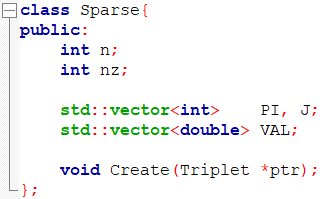 class Sparse{
public:
    int n;
    int nz;

    std::vector<int>    PI, J;
    std::vector<double> VAL;

    void Create(Triplet *ptr);
};